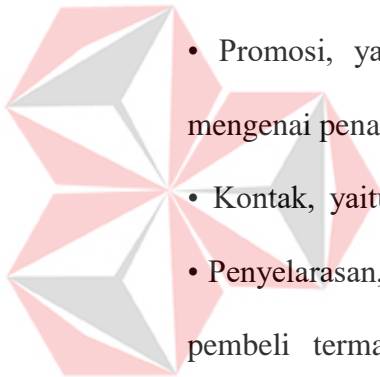 • Promosi, ya
mengenai pena
• Kontak, yaitu
• Penyelarasan,
pembeli terma